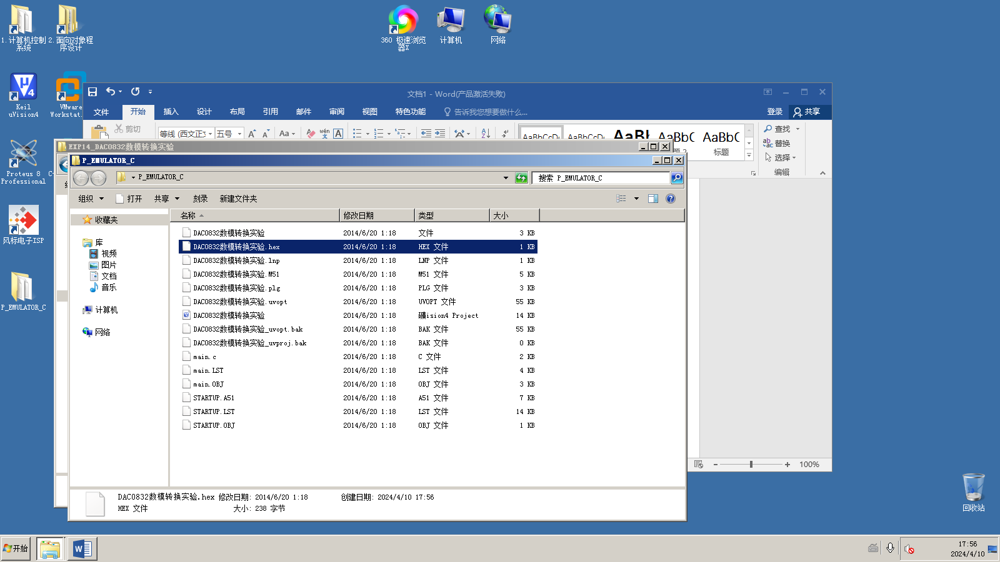 1.计算机控制系统
2.面向对象程序设计
360 极速浏览器X
计算机
网络
Keil uVision4
VMware Workstat.
Proteus 8 Professional
风标电子ISP
P_EMULATOR_C
回收站
文档1 - Word(产品激活失败)
文件 开始 插入 设计 布局 引用 邮件 审阅 视图 特色功能 告诉我您想要做什么... 登录 共享
剪切 等线 (西文正文 五号 Aa 查找
替换
选择
编辑
AaBbCcDt AaBbCcDt AaBb AaBbC AaBbC
标题
100%
EXP14_DAC0832数模转换实验
P_EMULATOR_C
P_EMULATOR_C 搜索 P_EMULATOR_C
组织 打开 共享 刻录 新建文件夹
收藏夹
库
视频
图片
文档
音乐
计算机
网络
名称 修改日期 类型 大小
DAC0832数模转换实验 2014/6/20 1:18 文件 3 KB
DAC0832数模转换实验.hex 2014/6/20 1:18 HEX 文件 1 KB
DAC0832数模转换实验.lnp 2014/6/20 1:18 LNP 文件 1 KB
DAC0832数模转换实验.M51 2014/6/20 1:18 M51 文件 5 KB
DAC0832数模转换实验.plg 2014/6/20 1:18 PLG 文件 3 KB
DAC0832数模转换实验.uvopt 2014/6/20 1:18 UVOPT 文件 55 KB
DAC0832数模转换实验 2014/6/20 1:18 礦ision4 Project 14 KB
DAC0832数模转换实验_uvopt.bak 2014/6/20 1:18 BAK 文件 55 KB
DAC0832数模转换实验_uvproj.bak 2014/6/20 1:18 BAK 文件 0 KB
main.c 2014/6/20 1:18 C 文件 2 KB
main.LST 2014/6/20 1:18 LST 文件 4 KB
main.OBJ 2014/6/20 1:18 OBJ 文件 3 KB
STARTUP.A51 2014/6/20 1:18 A51 文件 7 KB
STARTUP.LST 2014/6/20 1:18 LST 文件 14 KB
STARTUP.OBJ 2014/6/20 1:18 OBJ 文件 1 KB
DAC0832数模转换实验.hex 修改日期: 2014/6/20 1:18 创建日期: 2024/4/10 17:56
HEX 文件 大小: 238 字节
开始
17:56
2024/4/10